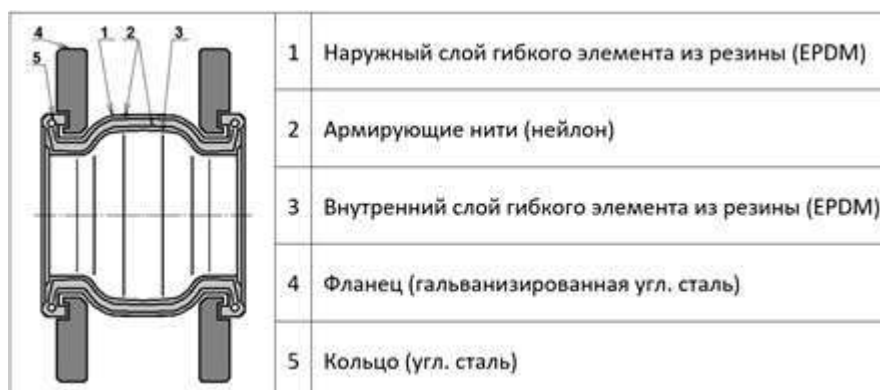 4 1 2 3
5
1 Наружный слой гибкого элемента из резины (EPDM)
2 Армирующие нити (нейлон)
3 Внутренний слой гибкого элемента из резины (EPDM)
4 Фланец (гальванизированная угл. сталь)
5 Кольцо (угл. сталь)